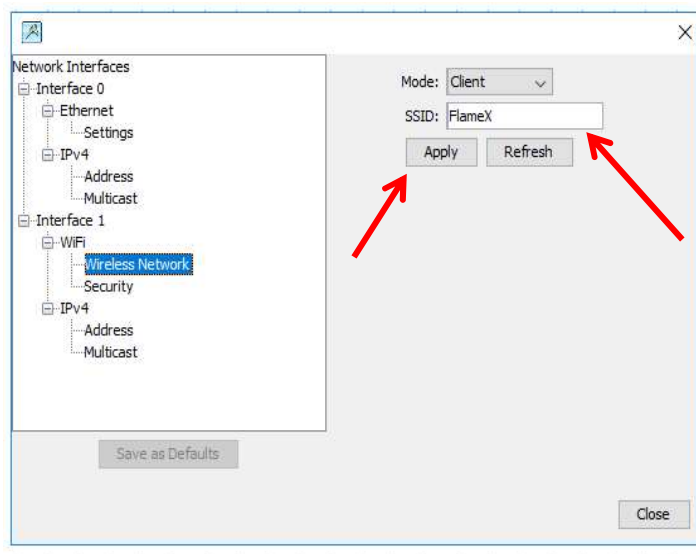 Network Interfaces
Interface 0
Ethernet
Settings
IPv4
Address
Multicast
Interface 1
WiFi
Wireless Network
Security
IPv4
Address
Multicast
Save as Defaults
Mode: Client
SSID: FlameX
Apply Refresh
Close